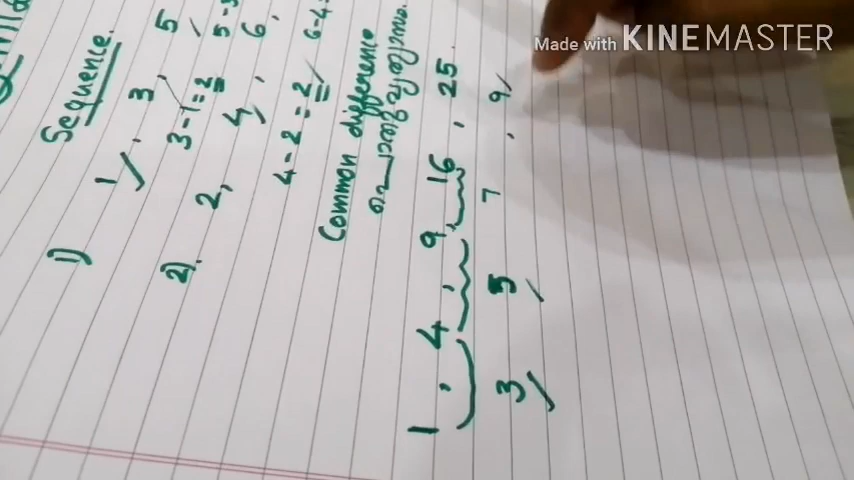 Sequence.
1) 1, 3, 5
3-1=2 5-3
2). 2, 4, 6,
4-2=2 6-4=
Common difference
പൊതുവ്യത്യാസം.
1, 4, 9, 16, 25.
3 5 7, 9
Made with KINEMASTER